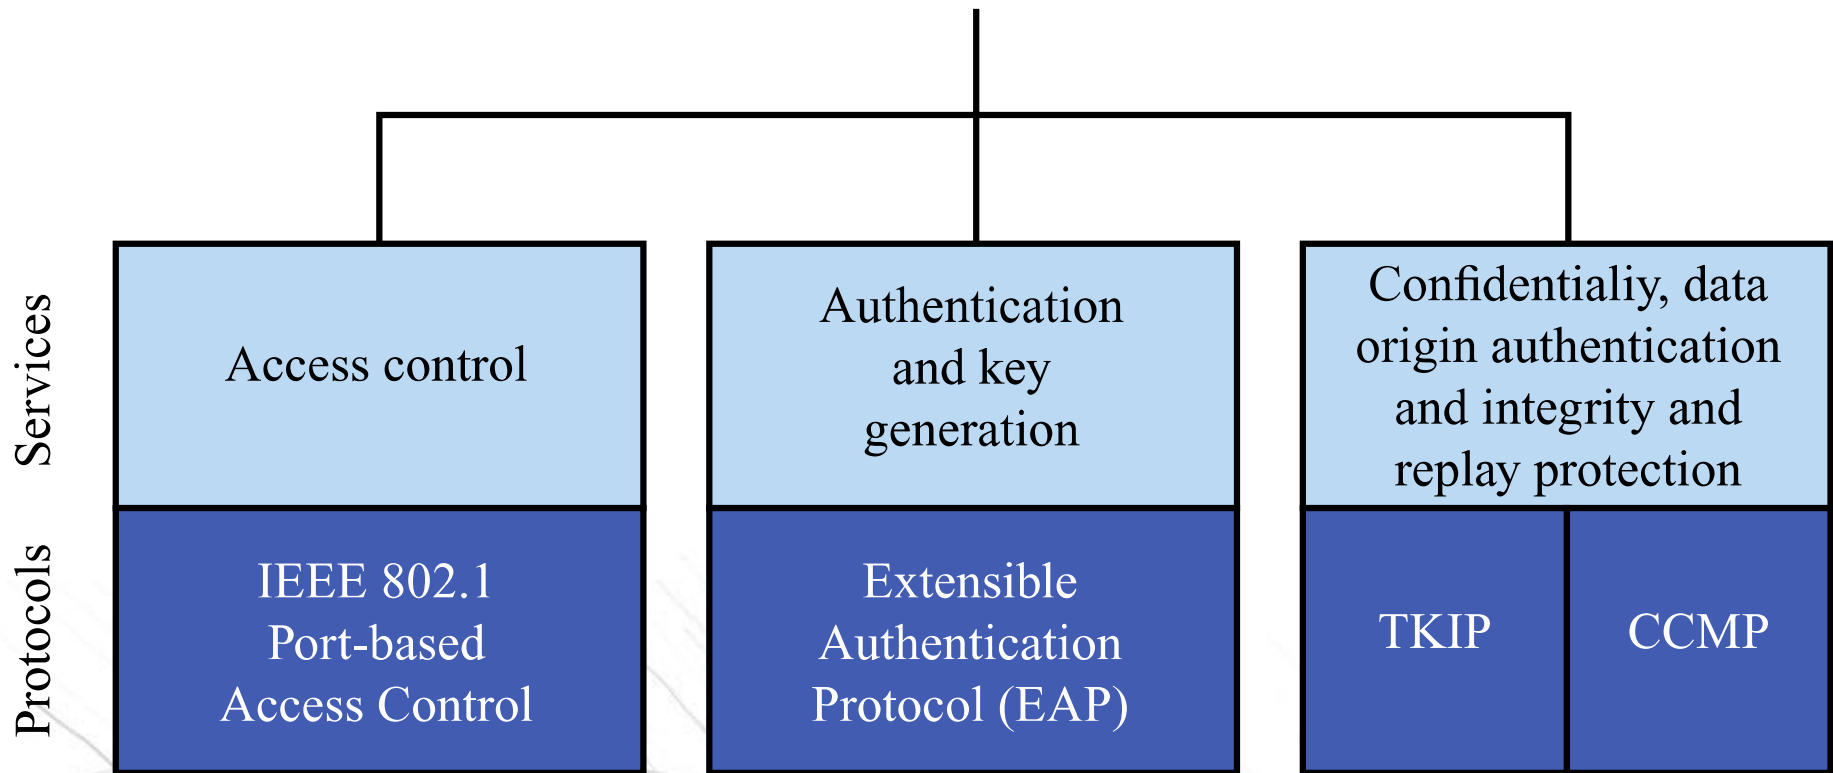 Services
Access control
Authentication
and key
generation
Confidentialiy, data
origin authentication
and integrity and
replay protection
Protocols
IEEE 802.1
Port-based
Access Control
Extensible
Authentication
Protocol (EAP)
TKIP
CCMP